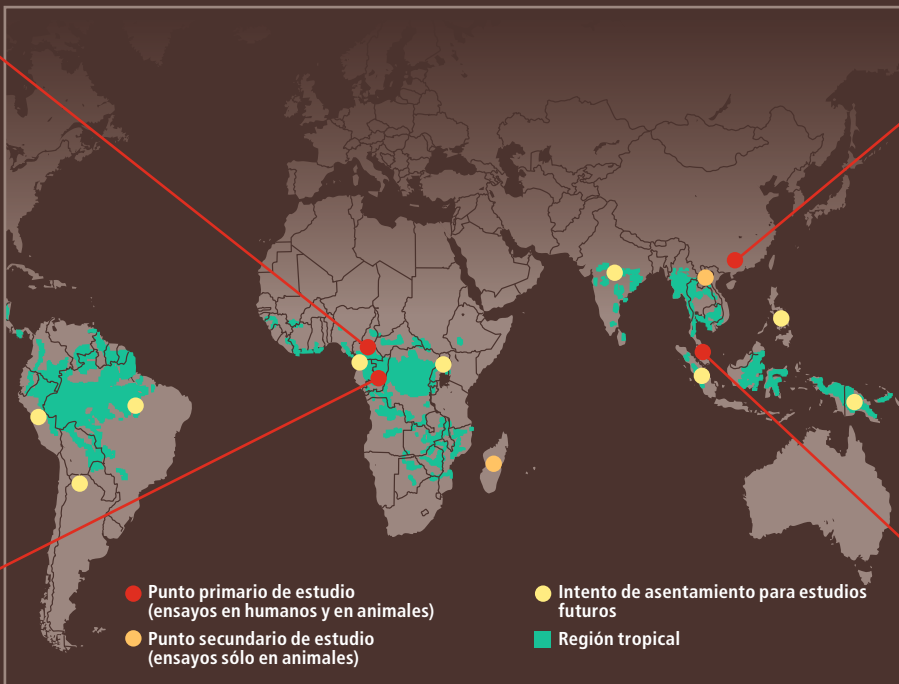 Punto primario de estudio
(ensayos en humanos y en animales)
Punto secundario de estudio
(ensayos sólo en animales)
Intento de asentamiento para estudios
futuros
Región tropical